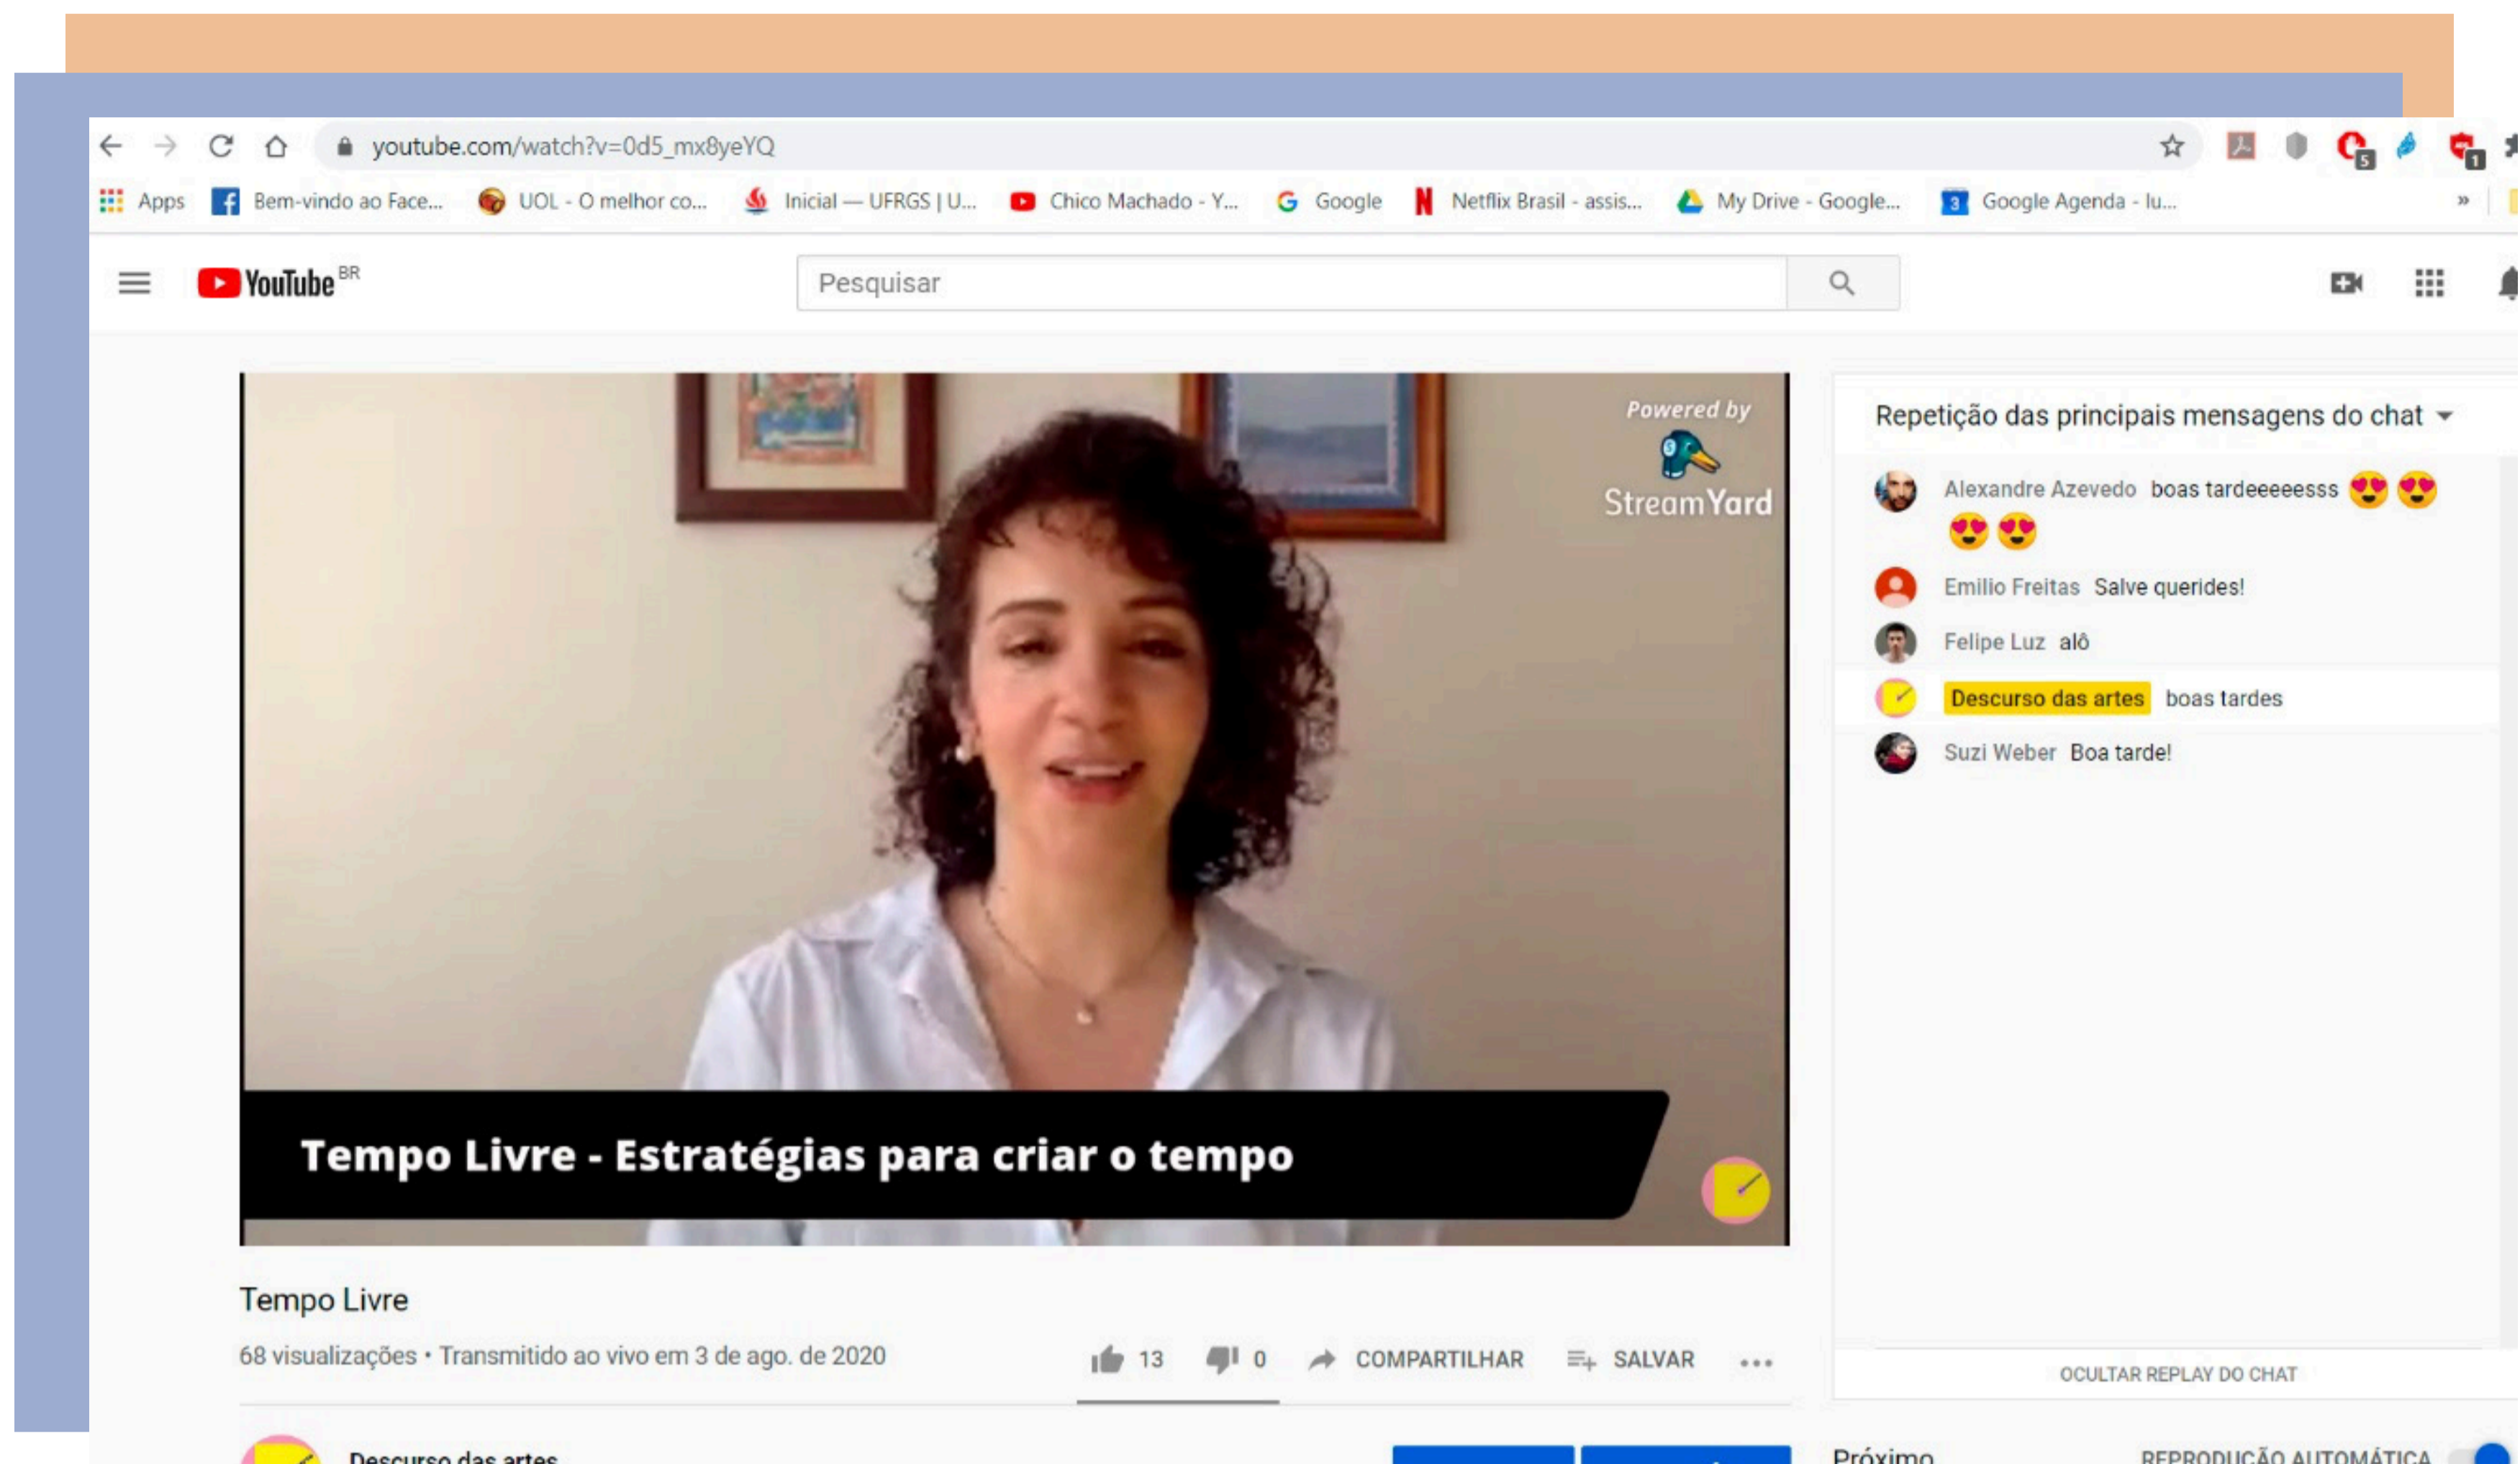 youtube.com/watch?v=0d5_mx8yeYQ
5
1
Apps
Bem-vindo ao Face...
UOL - O melhor co...
Inicial — UFRGS | U...
Chico Machado - Y...
Google
Netflix Brasil - assis...
My Drive - Google...
3 Google Agenda - lu...
»
YouTube BR
Pesquisar
Powered by
StreamYard
Tempo Livre - Estratégias para criar o tempo
Repetição das principais mensagens do chat
Alexandre Azevedo boas tardeeeeesss 😍 😍
😍 😍
Emilio Freitas Salve querides!
Felipe Luz alô
Descurso das artes boas tardes
Suzi Weber Boa tarde!
OCULTAR REPLAY DO CHAT
Tempo Livre
68 visualizações • Transmitido ao vivo em 3 de ago. de 2020
13
0
COMPARTILHAR
SALVAR
Descurso das artes
Próximo
REPRODUÇÃO AUTOMÁTICA